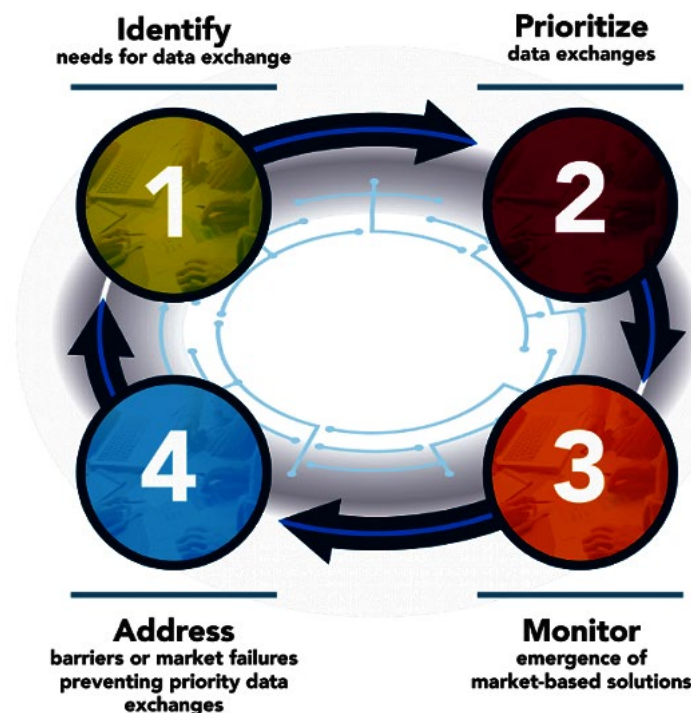 Identify
needs for data exchange
Prioritize
data exchanges
1
2
3
4
Monitor
emergence of
market-based solutions
Address
barriers or market failures
preventing priority data
exchanges